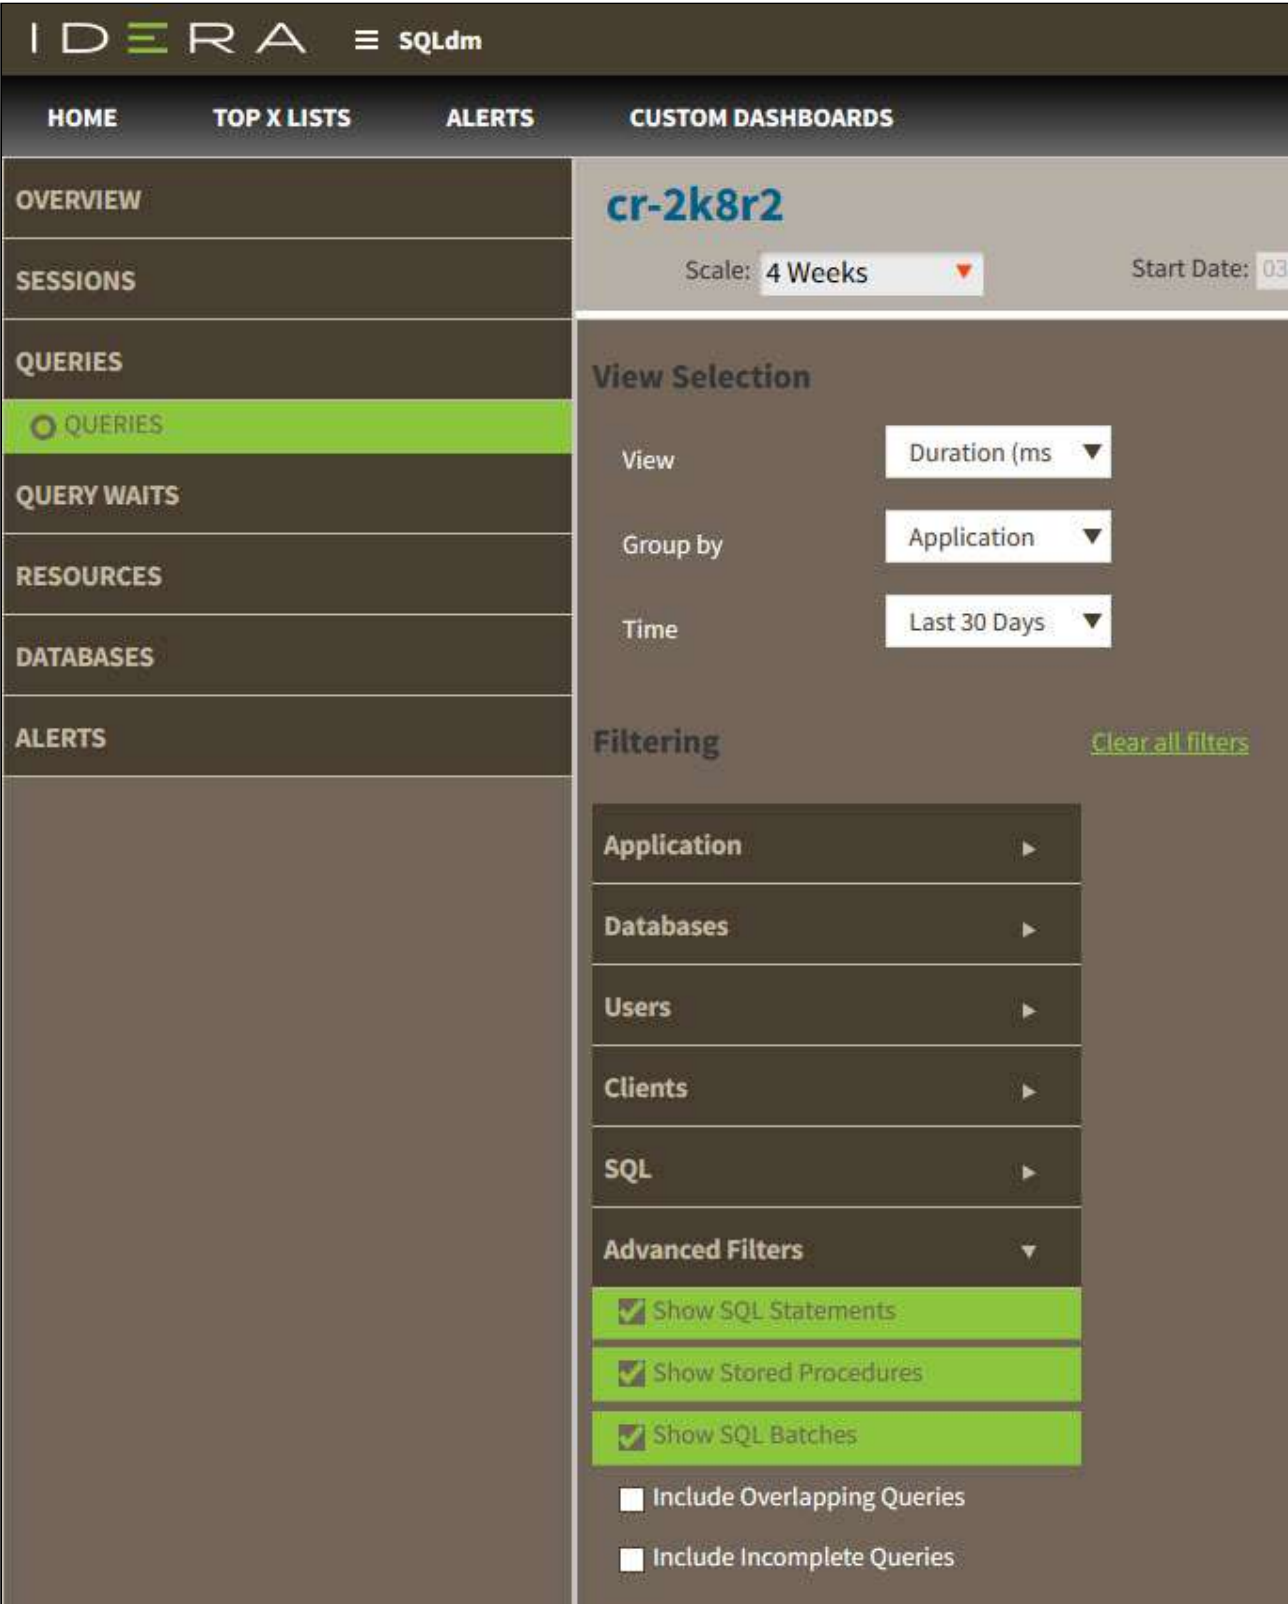 IDERA SQLdm
HOME TOP X LISTS ALERTS CUSTOM DASHBOARDS
OVERVIEW
SESSIONS
QUERIES
QUERIES
QUERY WAITS
RESOURCES
DATABASES
ALERTS
cr-2k8r2
Scale: 4 Weeks Start Date: 03
View Selection
View Duration (ms
Group by Application
Time Last 30 Days
Filtering Clear all filters
Application
Databases
Users
Clients
SQL
Advanced Filters
Show SQL Statements
Show Stored Procedures
Show SQL Batches
Include Overlapping Queries
Include Incomplete Queries